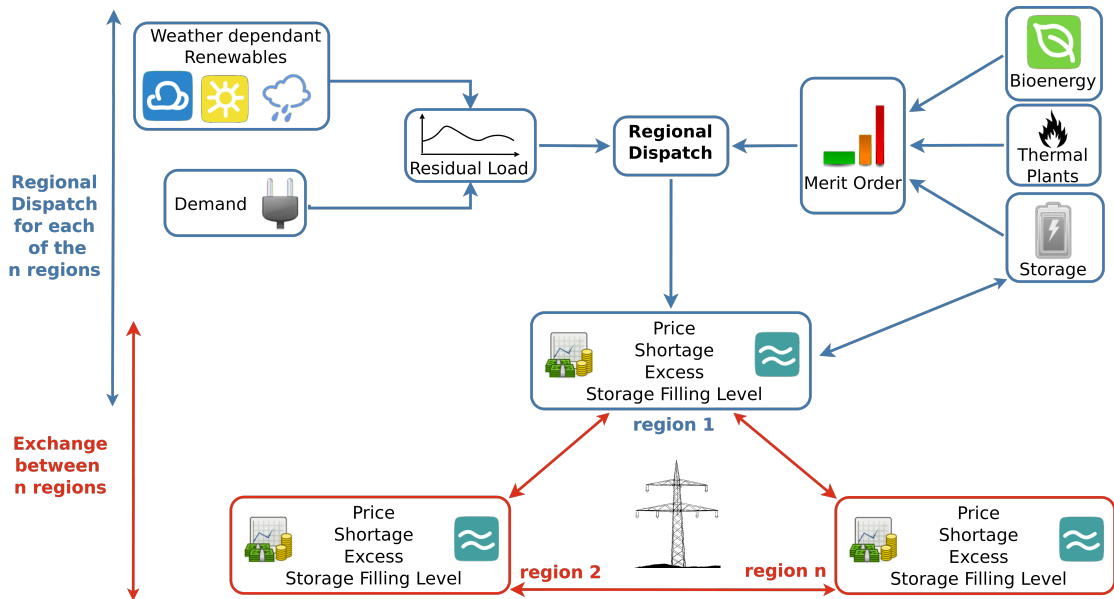 Weather dependant
Renewables
Demand
Residual Load
Regional
Dispatch
Merit Order
Bioenergy
Thermal
Plants
Storage
Regional
Dispatch
for each
of the
n regions
Price
Shortage
Excess
Storage Filling Level
region 1
Exchange
between
n regions
Price
Shortage
Excess
Storage Filling Level
region 2
region n
Price
Shortage
Excess
Storage Filling Level